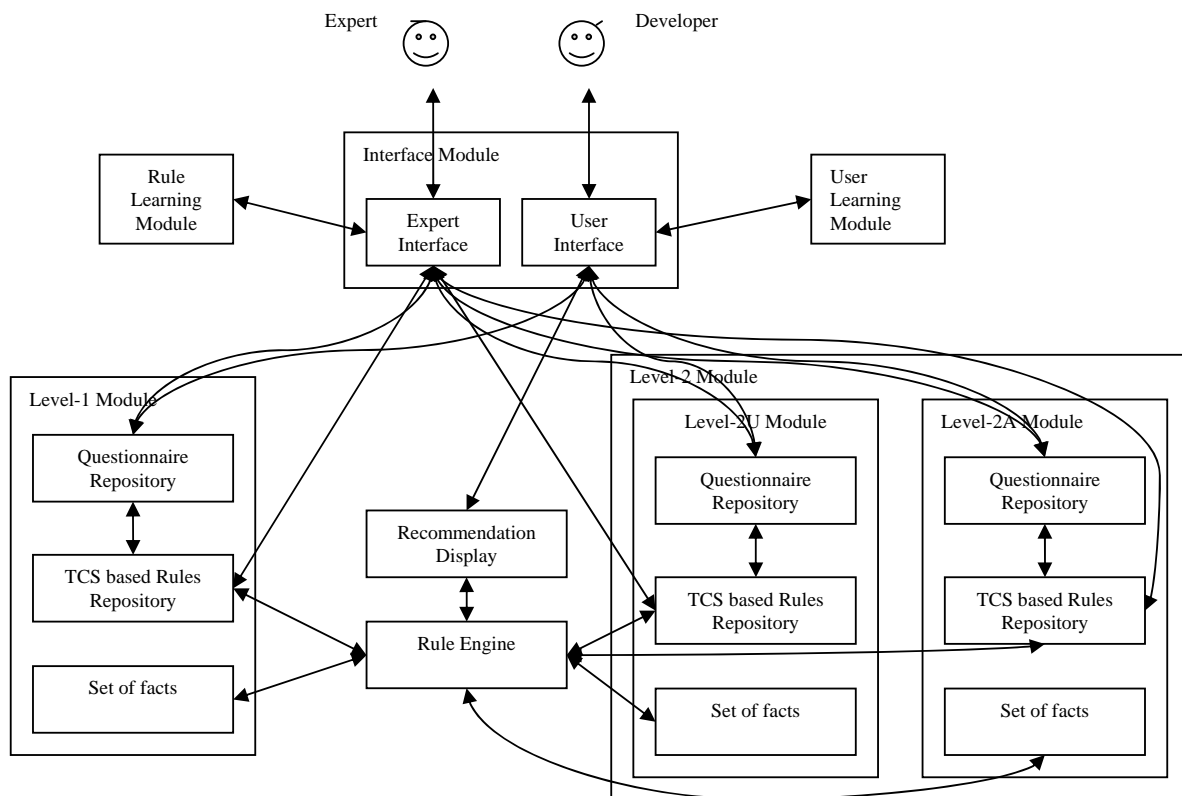 Expert
Developer
Interface Module
Rule
Learning
Module
User
Learning
Module
Expert
Interface
User
Interface
Level-1 Module
Level-2 Module
Level-2U Module
Level-2A Module
Questionnaire
Repository
Questionnaire
Repository
Questionnaire
Repository
Recommendation
Display
TCS based Rules
Repository
TCS based Rules
Repository
TCS based Rules
Repository
Rule Engine
Set of facts
Set of facts
Set of facts